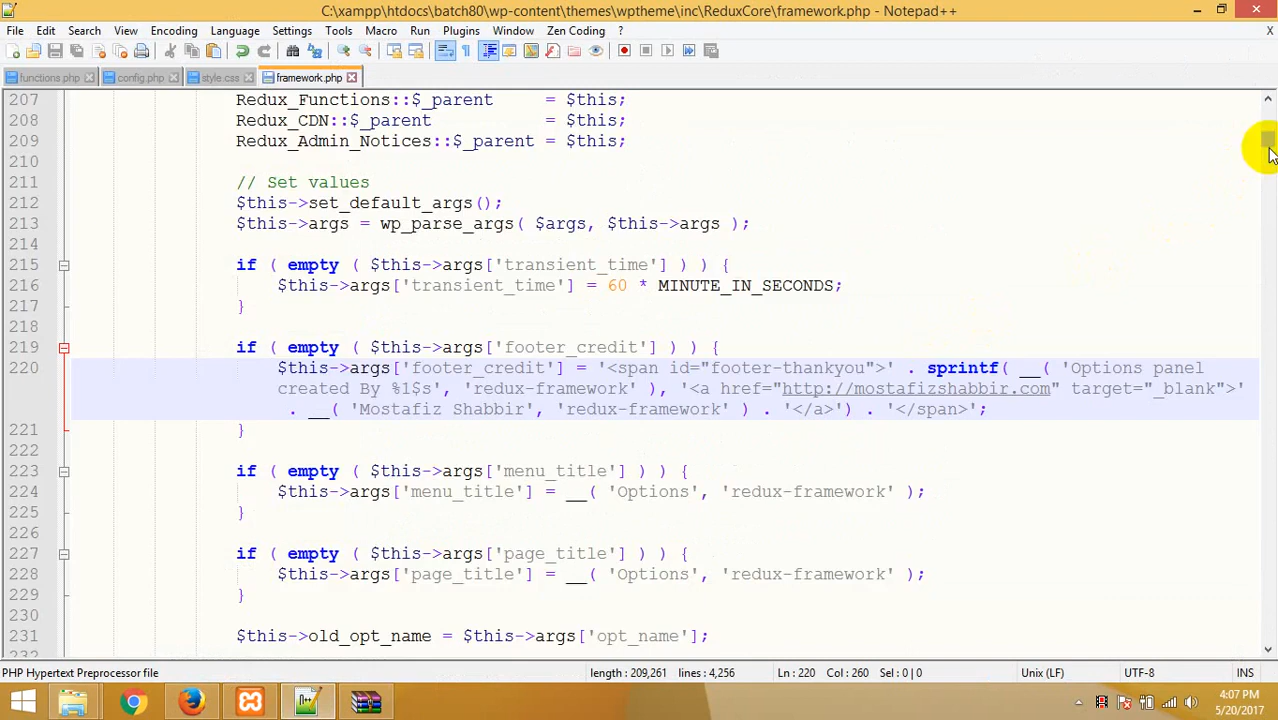 C:\xampp\htdocs\batch80\wp-content\themes\wptheme\inc\ReduxCore\framework.php - Notepad++
File Edit Search View Encoding Language Settings Tools Macro Run Plugins Window Zen Coding ? X
functions.php config.php style.css framework.php
207 Redux_Functions::$_parent = $this;
208 Redux_CDN::$_parent = $this;
209 Redux_Admin_Notices::$_parent = $this;
210
211 // Set values
212 $this->set_default_args();
213 $this->args = wp_parse_args( $args, $this->args );
214
215 if ( empty ( $this->args['transient_time'] ) ) {
216 $this->args['transient_time'] = 60 * MINUTE_IN_SECONDS;
217 }
218
219 if ( empty ( $this->args['footer_credit'] ) ) {
220 $this->args['footer_credit'] = '<span id="footer-thankyou">' . sprintf( __( 'Options panel
created By %1$s', 'redux-framework' ), '<a href="http://mostafizshabbir.com" target="_blank">'
. __( 'Mostafiz Shabbir', 'redux-framework' ) . '</a>') . '</span>';
221 }
222
223 if ( empty ( $this->args['menu_title'] ) ) {
224 $this->args['menu_title'] = __( 'Options', 'redux-framework' );
225 }
226
227 if ( empty ( $this->args['page_title'] ) ) {
228 $this->args['page_title'] = __( 'Options', 'redux-framework' );
229 }
230
231 $this->old_opt_name = $this->args['opt_name'];
PHP Hypertext Preprocessor file length : 209,261 lines : 4,256 Ln : 220 Col : 260 Sel : 0 | 0 Unix (LF) UTF-8 INS
4:07 PM
5/20/2017